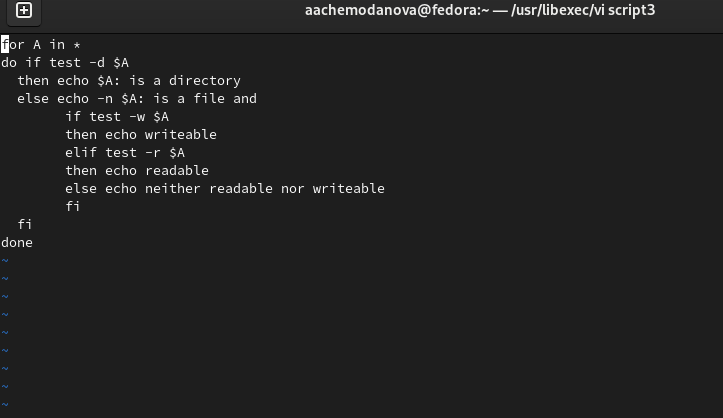 aachemodanova@fedora:~ — /usr/libexec/vi script3
for A in *
do if test -d $A
  then echo $A: is a directory
  else echo -n $A: is a file and
        if test -w $A
        then echo writeable
        elif test -r $A
        then echo readable
        else echo neither readable nor writeable
        fi
  fi
done
~
~
~
~
~
~
~
~
~